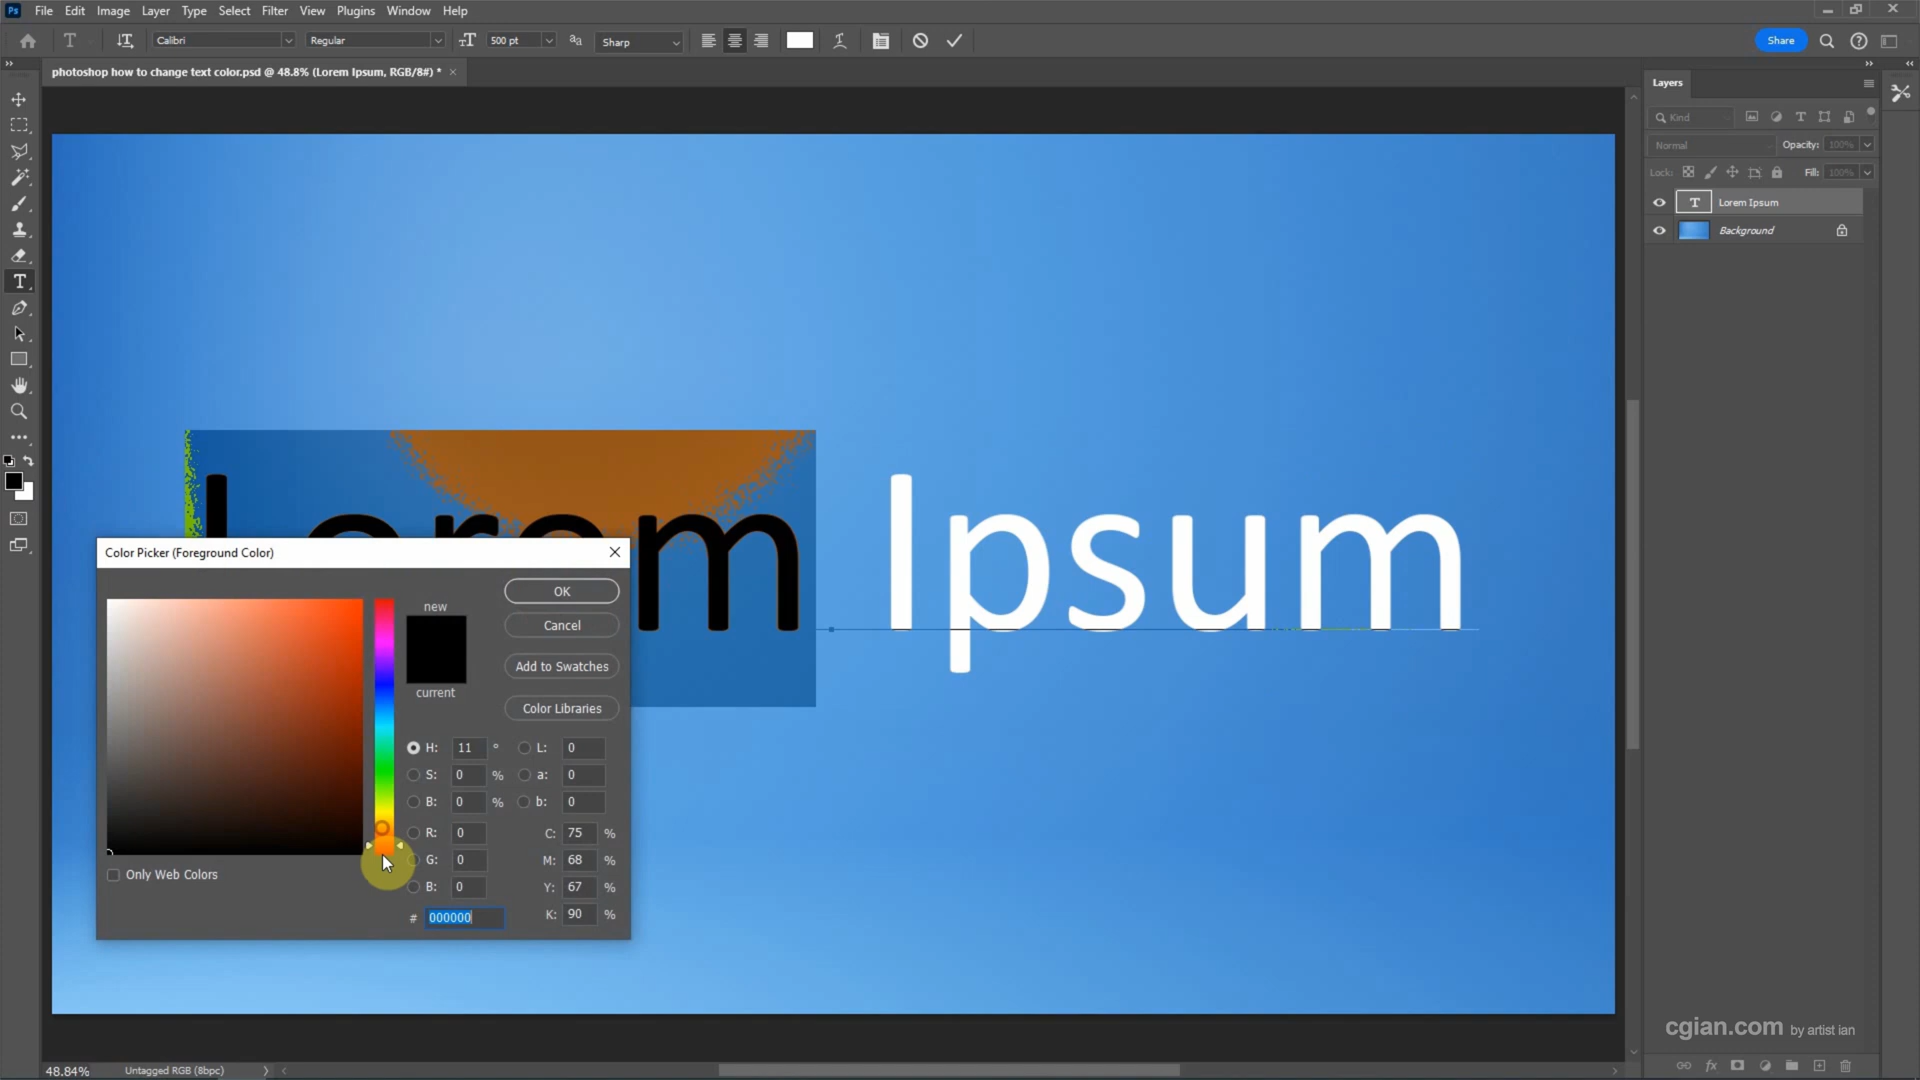 Ps File Edit Image Layer Type Select Filter View Plugins Window Help
T Calibri Regular 500 pt Sharp Share
photoshop how to change text color.psd @ 48.8% (Lorem Ipsum, RGB/8#) *
Layers
Kind
Normal Opacity: 100%
Lock: Fill: 100%
T Lorem Ipsum
Background
Lorem Ipsum
Color Picker (Foreground Color)
new
current
OK
Cancel
Add to Swatches
Color Libraries
H: 11 ° L: 0
S: 0 % a: 0
B: 0 % b: 0
R: 0 C: 75 %
G: 0 M: 68 %
B: 0 Y: 67 %
# 000000 K: 90 %
Only Web Colors
cgian.com by artist ian
48.84% Untagged RGB (8bpc)